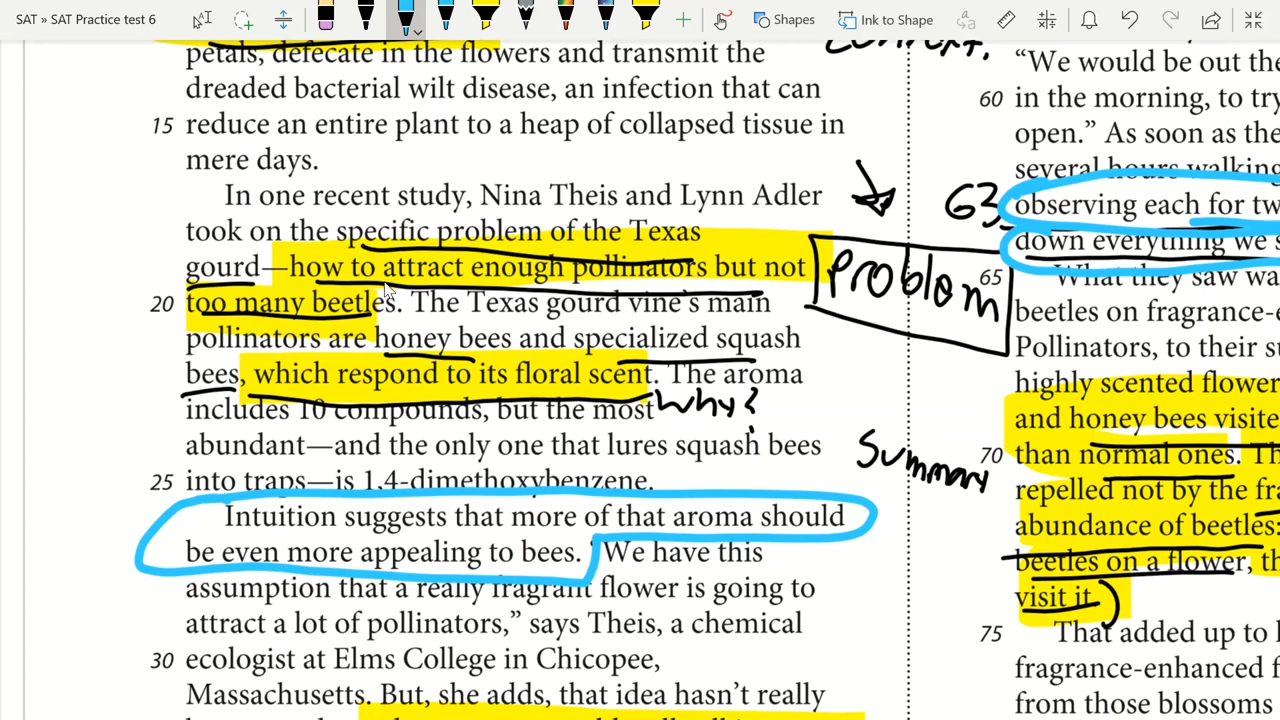 SAT » SAT Practice test 6
Shapes
Ink to Shape
petals, defecate in the flowers and transmit the
dreaded bacterial wilt disease, an infection that can
15 reduce an entire plant to a heap of collapsed tissue in
mere days.
In one recent study, Nina Theis and Lynn Adler
took on the specific problem of the Texas
gourd—how to attract enough pollinators but not
20 too many beetles. The Texas gourd vine's main
pollinators are honey bees and specialized squash
bees, which respond to its floral scent. The aroma
includes 10 compounds, but the most
abundant—and the only one that lures squash bees
25 into traps—is 1,4-dimethoxybenzene.
Intuition suggests that more of that aroma should
be even more appealing to bees. “We have this
assumption that a really fragrant flower is going to
attract a lot of pollinators,” says Theis, a chemical
30 ecologist at Elms College in Chicopee,
Massachusetts. But, she adds, that idea hasn't really
Problem
why?
Summary
63
“We would be out the
60 in the morning, to try
open.” As soon as the
several hours walking
observing each for tw
down everything we s
65 What they saw wa
beetles on fragrance-e
Pollinators, to their su
highly scented flower
and honey bees visite
70 than normal ones. Th
repelled not by the fra
abundance of beetles:
beetles on a flower, th
visit it.)
75 That added up to l
fragrance-enhanced f
from those blossoms